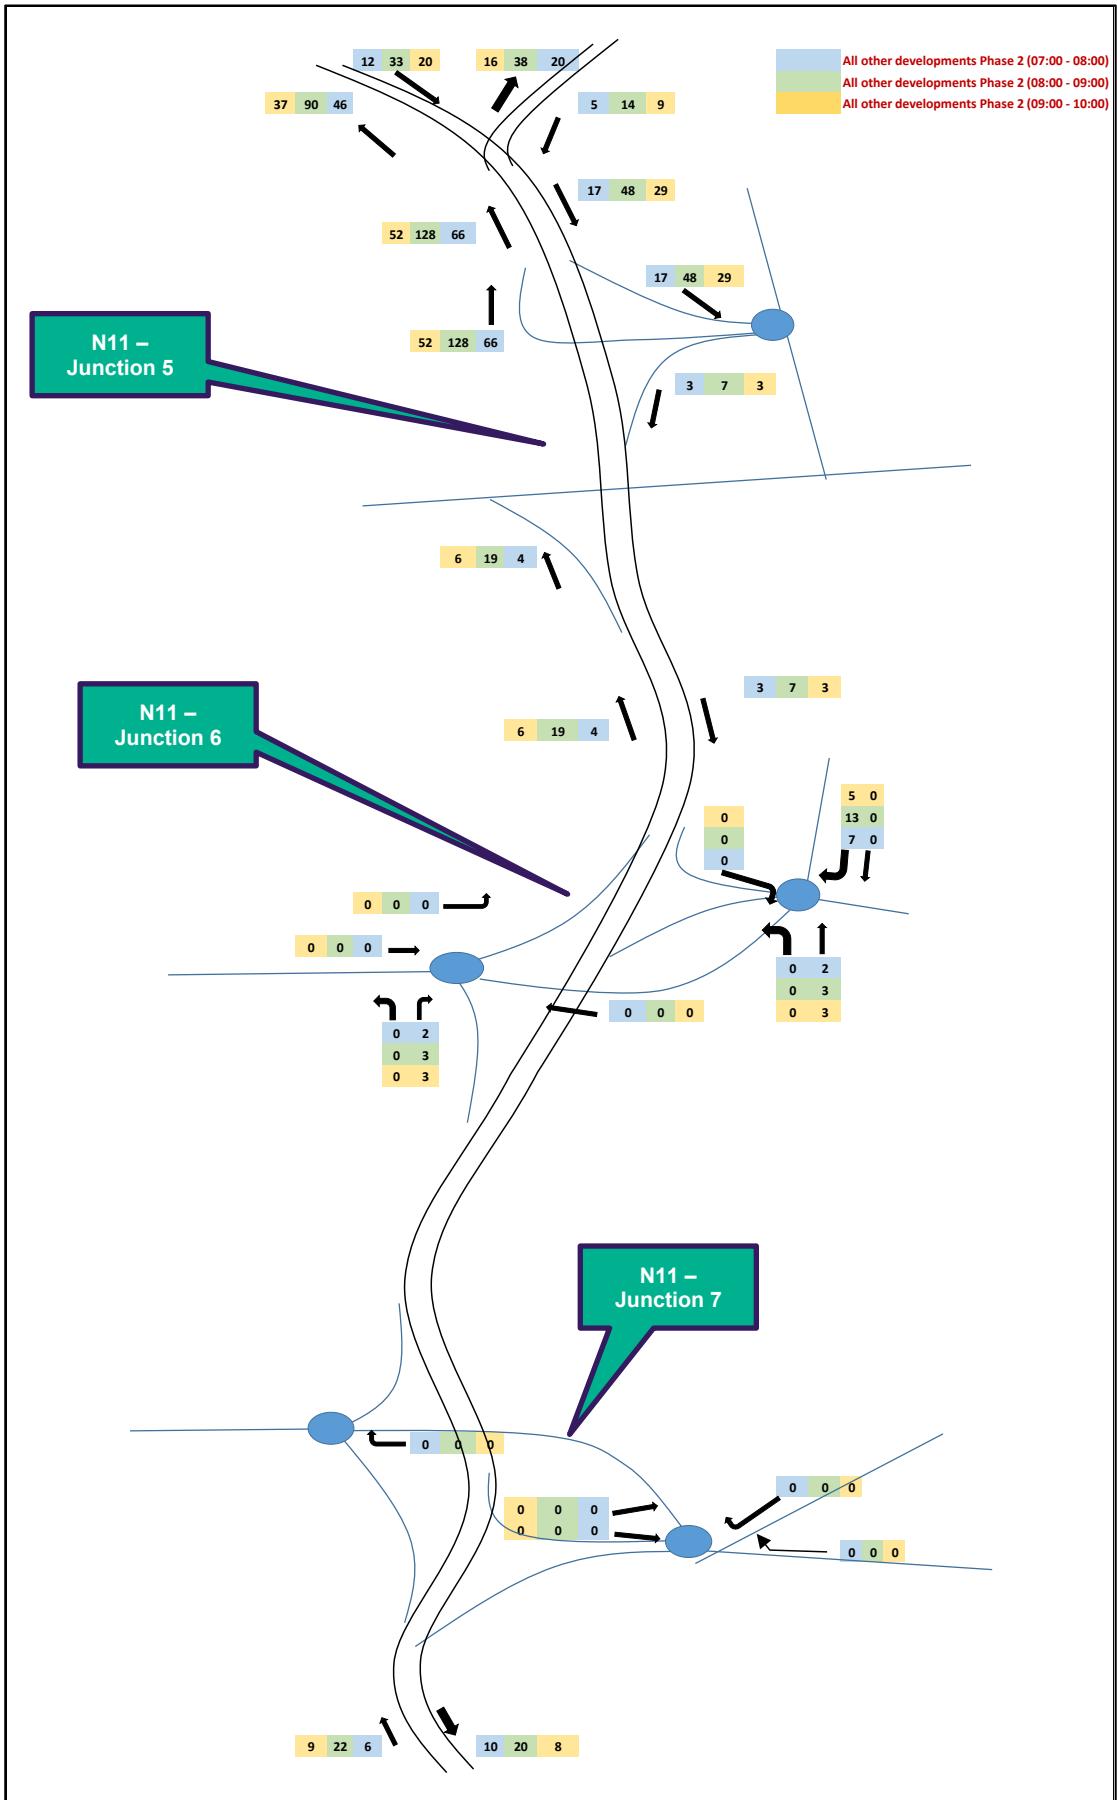 12 33 20
16 38 20
All other developments Phase 2 (07:00 - 08:00)
All other developments Phase 2 (08:00 - 09:00)
All other developments Phase 2 (09:00 - 10:00)
37 90 46
5 14 9
17 48 29
52 128 66
17 48 29
52 128 66
N11 –
Junction 5
3 7 3
6 19 4
3 7 3
N11 –
Junction 6
6 19 4
5 0
13 0
7 0
0
0
0
0 0 0
0 0 0
0 2
0 3
0 3
0 0 0
0 2
0 3
0 3
N11 –
Junction 7
0 0 0
0 0 0
0 0 0
0 0 0
0 0 0
9 22 6
10 20 8